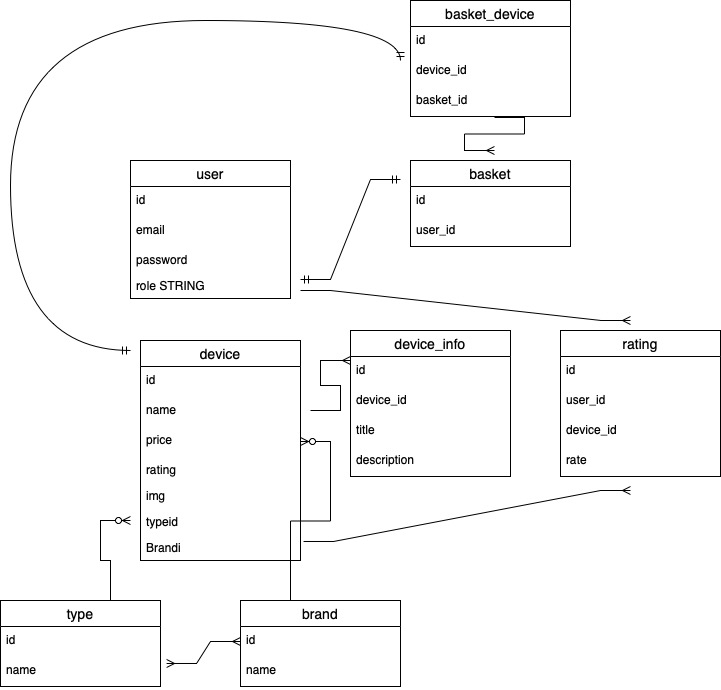 basket_device
id
device_id
basket_id
user
id
email
password
role STRING
basket
id
user_id
device
id
name
price
rating
img
typeid
Brandi
device_info
id
device_id
title
description
rating
id
user_id
device_id
rate
type
id
name
brand
id
name